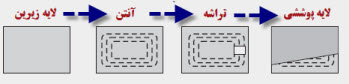 لایه پوششی
تراشه
آنتن
لایه زیرین